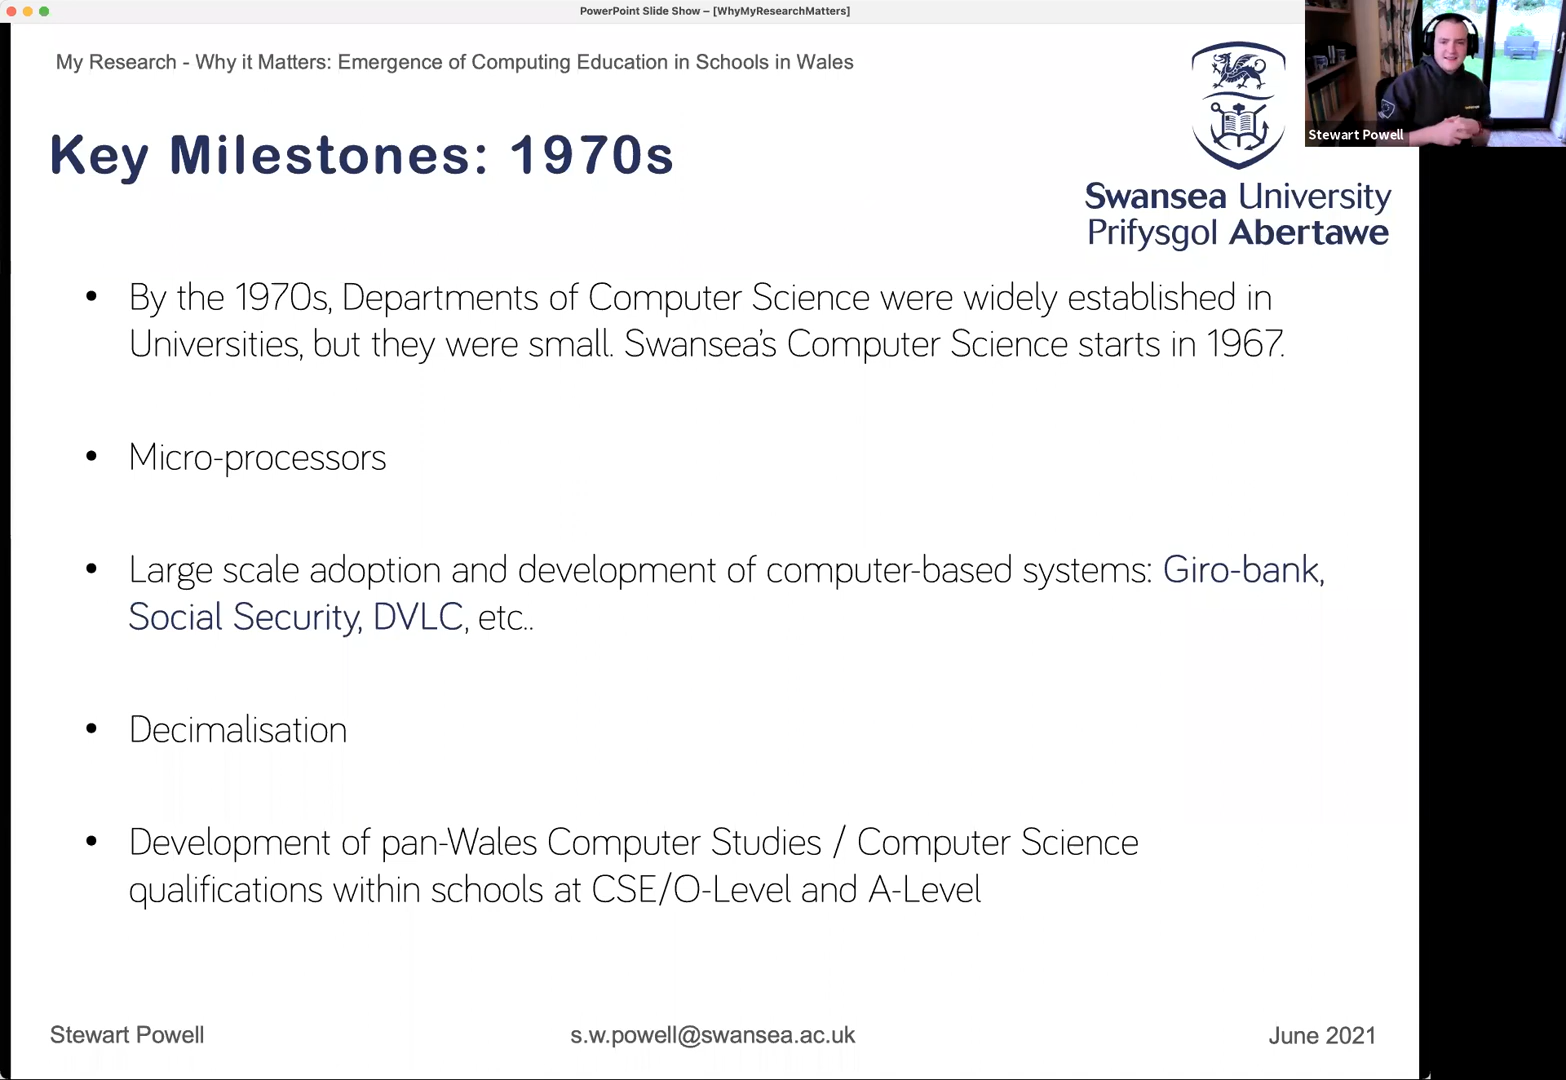 PowerPoint Slide Show – [WhyMyResearchMatters]
My Research - Why it Matters: Emergence of Computing Education in Schools in Wales
Stewart Powell
Key Milestones: 1970s
Swansea University
Prifysgol Abertawe
• By the 1970s, Departments of Computer Science were widely established in
Universities, but they were small. Swansea's Computer Science starts in 1967.
• Micro-processors
• Large scale adoption and development of computer-based systems: Giro-bank,
Social Security, DVLC, etc..
• Decimalisation
• Development of pan-Wales Computer Studies / Computer Science
qualifications within schools at CSE/O-Level and A-Level
Stewart Powell
s.w.powell@swansea.ac.uk
June 2021